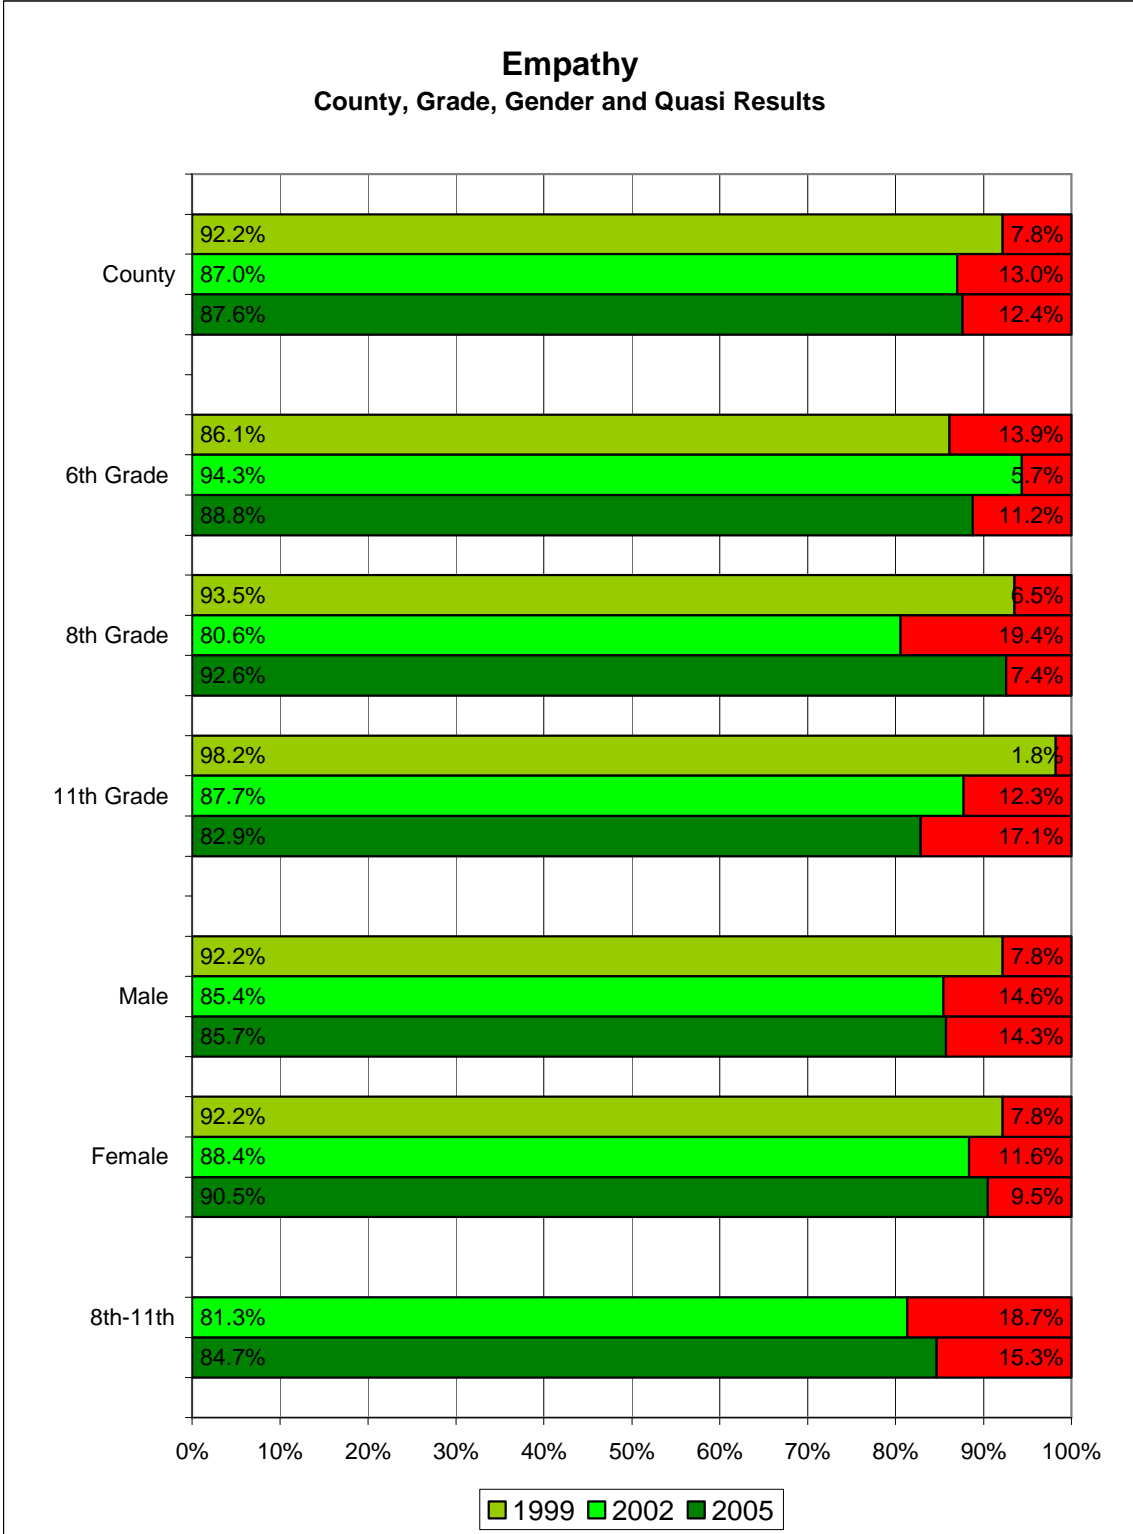 Empathy
County, Grade, Gender and Quasi Results
92.2% 7.8%
County 87.0% 13.0%
87.6% 12.4%
86.1% 13.9%
6th Grade 94.3% 5.7%
88.8% 11.2%
93.5% 6.5%
8th Grade 80.6% 19.4%
92.6% 7.4%
98.2% 1.8%
11th Grade 87.7% 12.3%
82.9% 17.1%
92.2% 7.8%
Male 85.4% 14.6%
85.7% 14.3%
92.2% 7.8%
Female 88.4% 11.6%
90.5% 9.5%
8th-11th 81.3% 18.7%
84.7% 15.3%
0% 10% 20% 30% 40% 50% 60% 70% 80% 90% 100%
1999 2002 2005